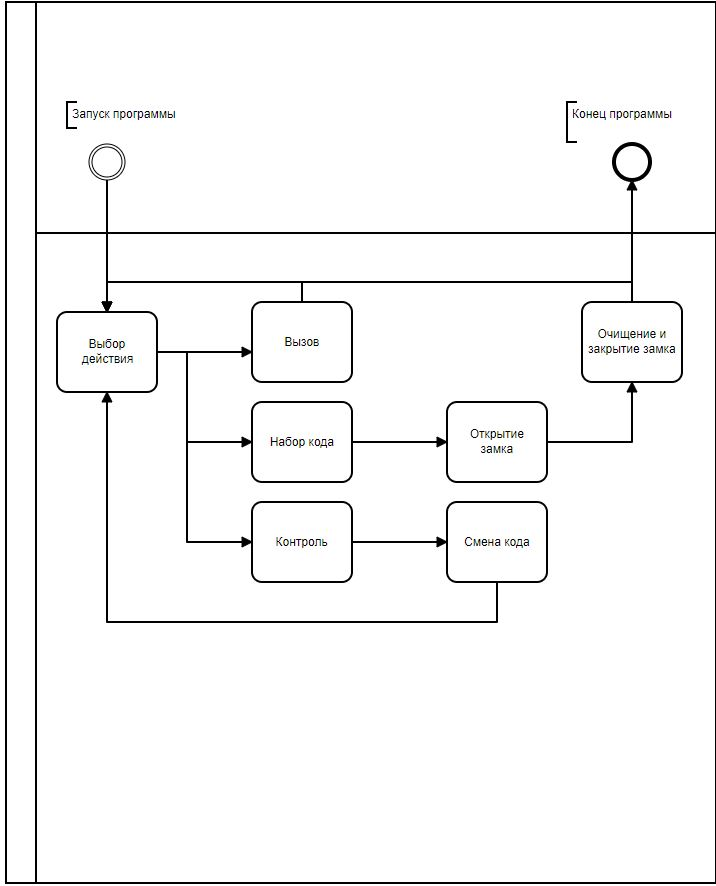 Запуск программы
Конец программы
Выбор
действия
Вызов
Очищение и
закрытие замка
Набор кода
Открытие
замка
Контроль
Смена кода